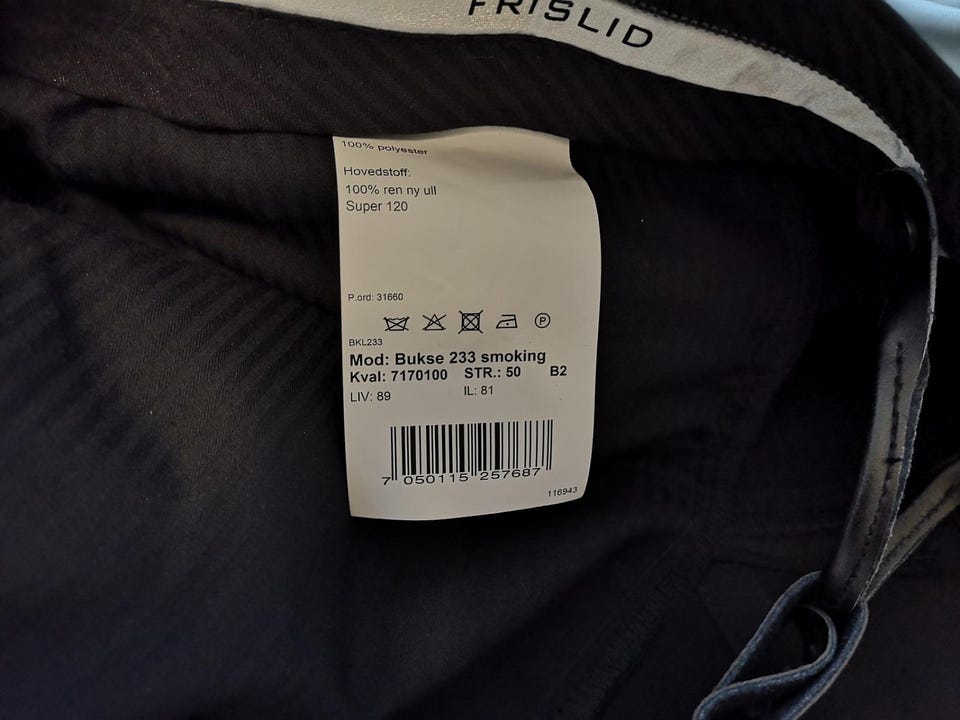 FRISLID
100% polyester
Hovedstoff:
100% ren ny ull
Super 120
P.ord: 31660
P
BKL233
Mod: Bukse 233 smoking
Kval: 7170100 STR.: 50 B2
LIV: 89 IL: 81
7 050115 257687
116943